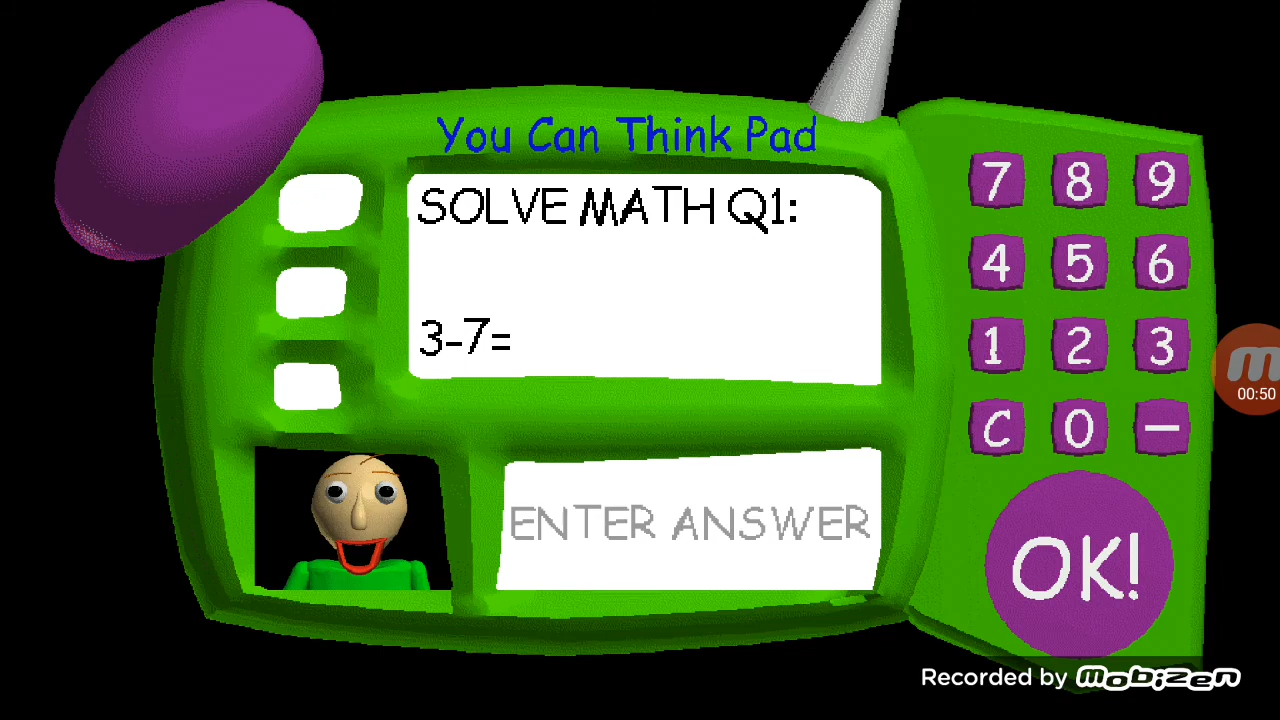 You Can Think Pad
SOLVE MATH Q1:
3-7=
ENTER ANSWER
7 8 9
4 5 6
1 2 3
C 0 -
OK!
m
00:50
Recorded by mobizen